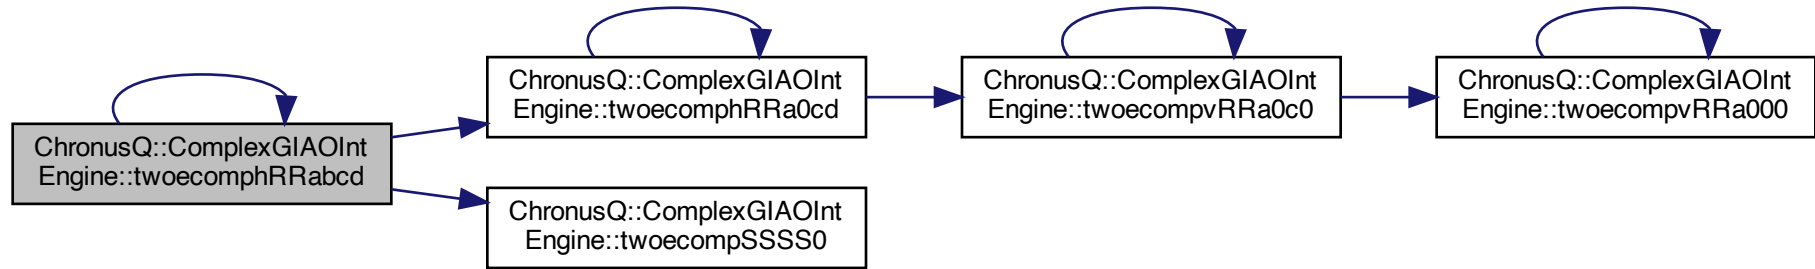 ChronusQ::ComplexGIAOInt
Engine::twoecomphRRabcd
ChronusQ::ComplexGIAOInt
Engine::twoecomphRRa0cd
ChronusQ::ComplexGIAOInt
Engine::twoecompvRRa0c0
ChronusQ::ComplexGIAOInt
Engine::twoecompvRRa000
ChronusQ::ComplexGIAOInt
Engine::twoecompSSSS0